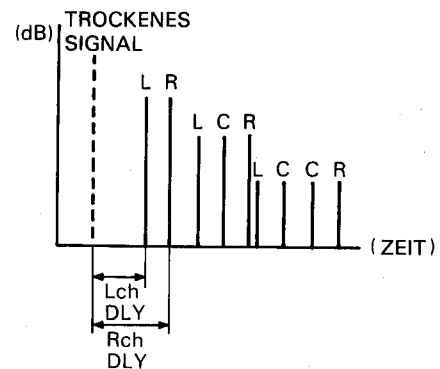 TROCKENES
(dB) SIGNAL
L R
L C R
L C C R
(ZEIT)
Lch
DLY
Rch
DLY